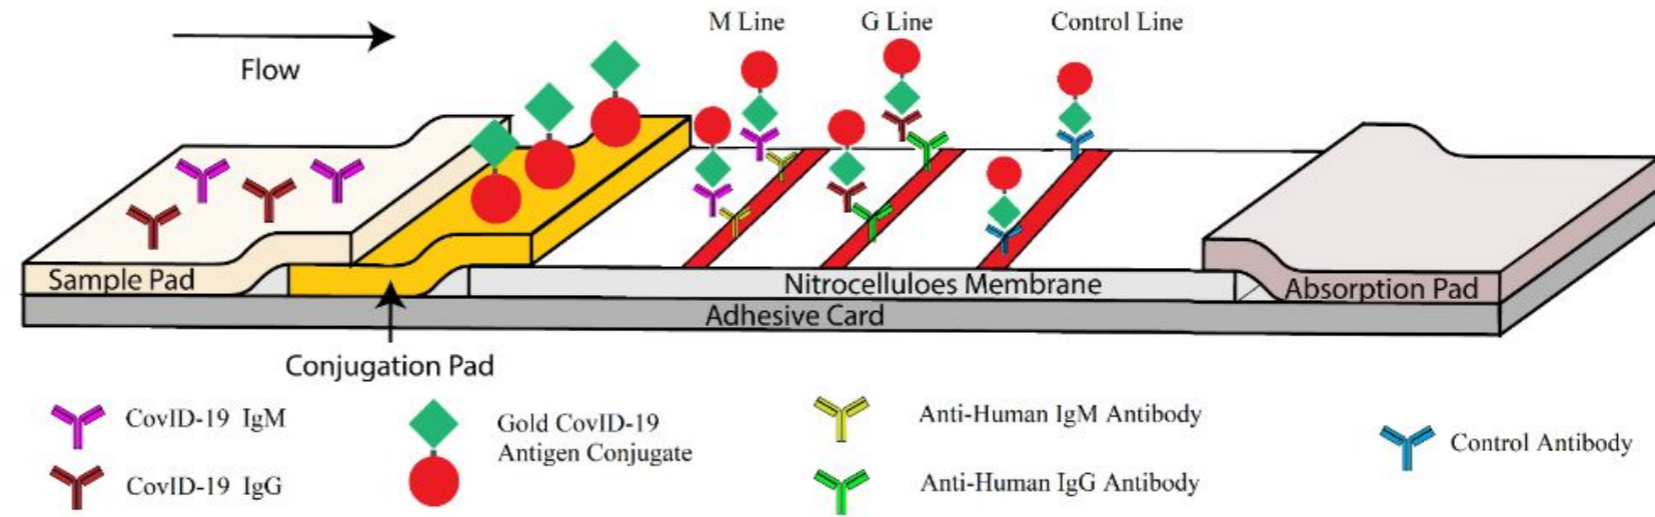 M Line
G Line
Control Line
Flow
Sample Pad
Nitrocelluloes Membrane
Absorption Pad
Adhesive Card
Conjugation Pad
CovID-19 IgM
Gold CovID-19
Antigen Conjugate
Anti-Human IgM Antibody
Control Antibody
CovID-19 IgG
Anti-Human IgG Antibody